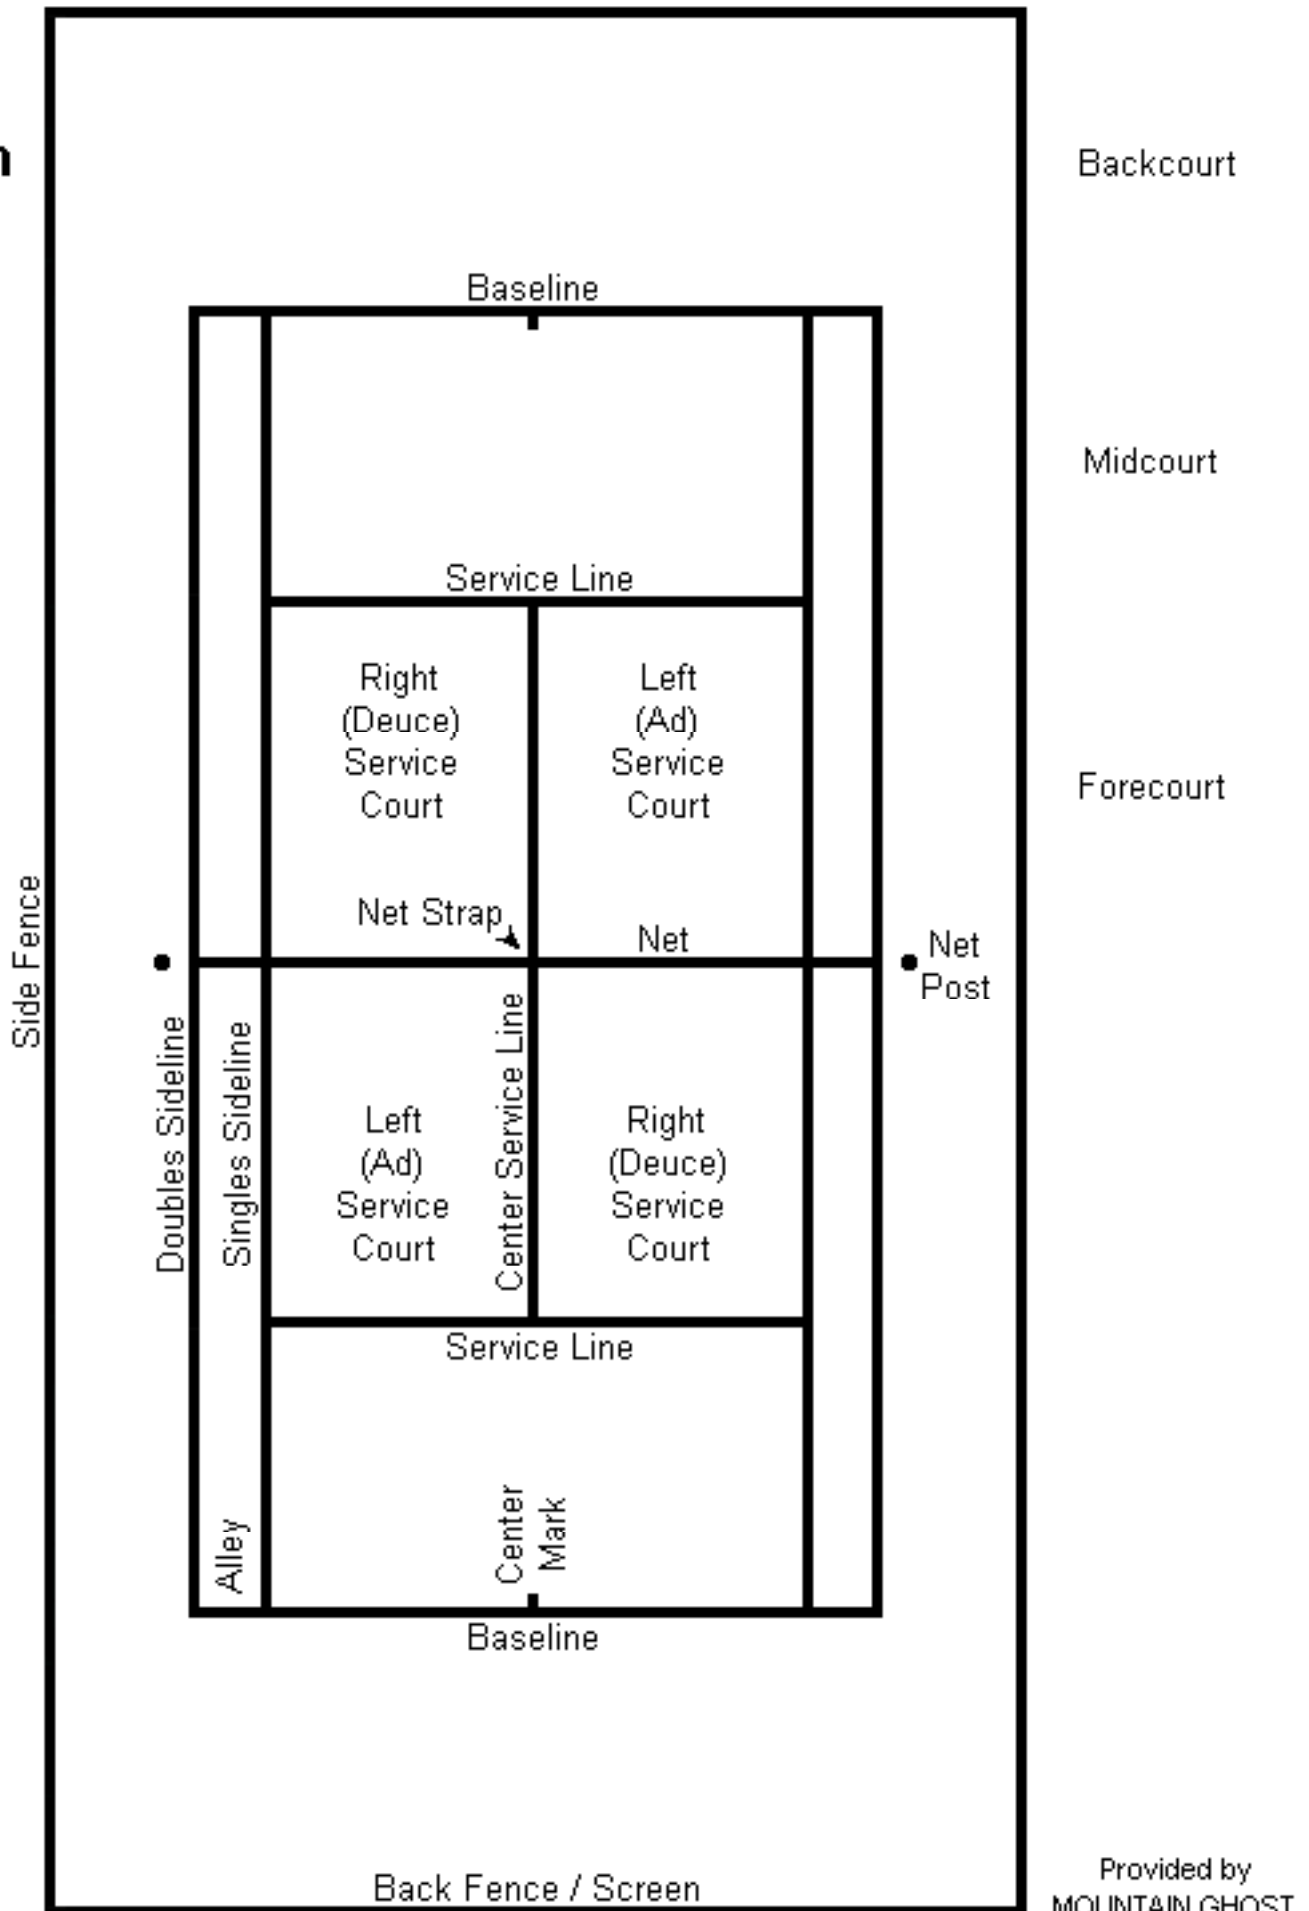 Backcourt
Baseline
Midcourt
Service Line
Right
(Deuce)
Service
Court
Left
(Ad)
Service
Court
Forecourt
Side Fence
Net Strap
Net
Net
Post
Doubles Sideline
Singles Sideline
Left
(Ad)
Service
Court
Center Service Line
Right
(Deuce)
Service
Court
Service Line
Alley
Center
Mark
Baseline
Back Fence / Screen
Provided by
MOUNTAIN GHOST